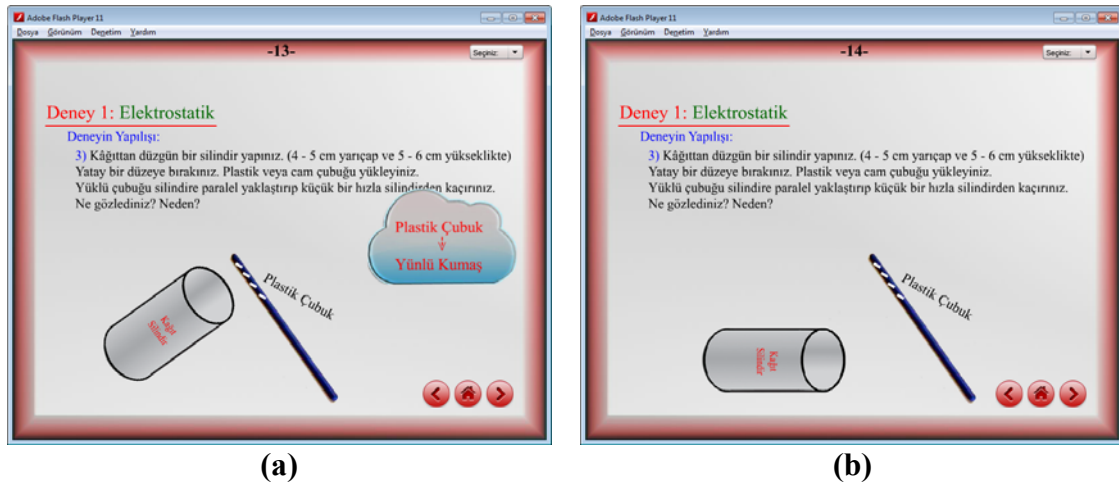 Adobe Flash Player 11
Dosya Görünüm Denetim Yardım
-13-
Seçiniz:
Deney 1: Elektrostatik
Deneyin Yapılışı:
3) Kâğıttan düzgün bir silindir yapınız. (4 - 5 cm yarıçap ve 5 - 6 cm yükseklikte)
Yatay bir düzeye bırakınız. Plastik veya cam çubuğu yükleyiniz.
Yüklü çubuğu silindire paralel yaklaştırıp küçük bir hızla silindirden kaçırınız.
Ne gözlediniz? Neden?
Plastik Çubuk
Yünlü Kumaş
Plastik Çubuk
Kağıt
Silindir
(a)
Adobe Flash Player 11
Dosya Görünüm Denetim Yardım
-14-
Seçiniz:
Deney 1: Elektrostatik
Deneyin Yapılışı:
3) Kâğıttan düzgün bir silindir yapınız. (4 - 5 cm yarıçap ve 5 - 6 cm yükseklikte)
Yatay bir düzeye bırakınız. Plastik veya cam çubuğu yükleyiniz.
Yüklü çubuğu silindire paralel yaklaştırıp küçük bir hızla silindirden kaçırınız.
Ne gözlediniz? Neden?
Plastik Çubuk
Kağıt
Silindir
(b)